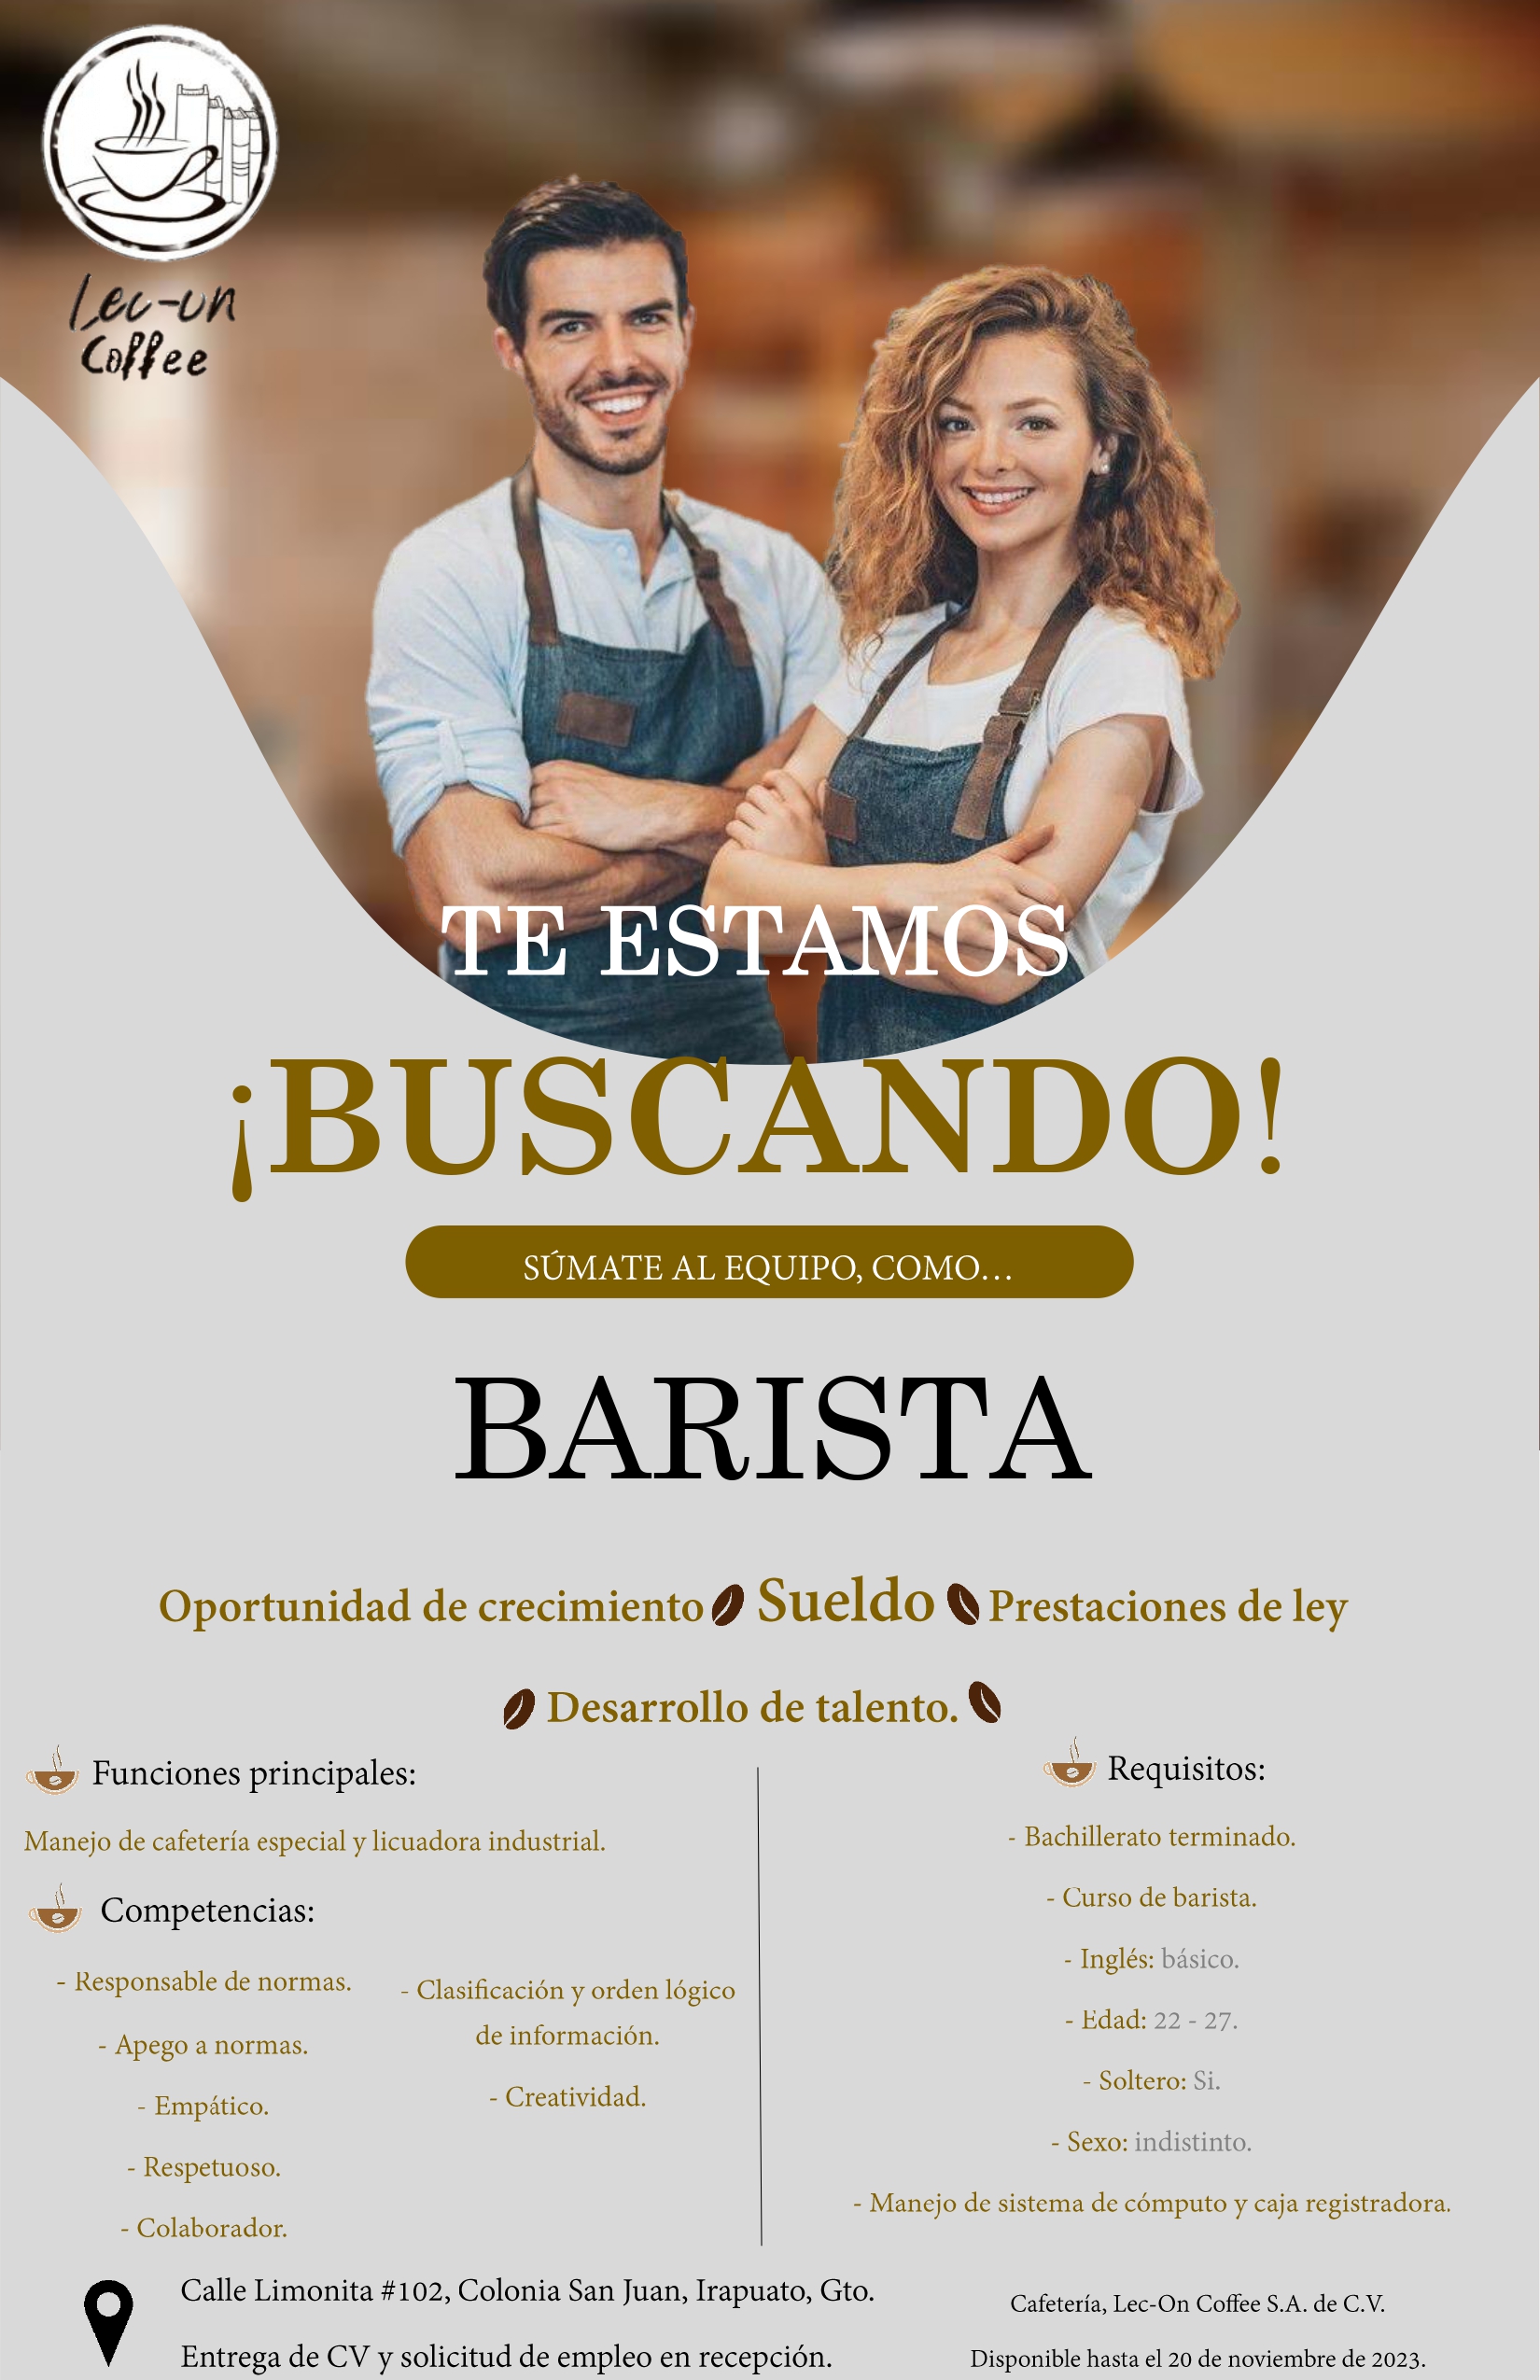 Lec-on
Coffee
TE ESTAMOS
¡BUSCANDO!
SÚMATE AL EQUIPO, COMO...
BARISTA
Oportunidad de crecimiento Sueldo Prestaciones de ley
Desarrollo de talento.
Funciones principales:
Manejo de cafetería especial y licuadora industrial.
Competencias:
- Responsable de normas.
- Apego a normas.
- Empático.
- Respetuoso.
- Colaborador.
- Clasificación y orden lógico
de información.
- Creatividad.
Requisitos:
- Bachillerato terminado.
- Curso de barista.
- Inglés: básico.
- Edad: 22 - 27.
- Soltero: Si.
- Sexo: indistinto.
- Manejo de sistema de cómputo y caja registradora.
Calle Limonita #102, Colonia San Juan, Irapuato, Gto.
Entrega de CV y solicitud de empleo en recepción.
Cafetería, Lec-On Coffee S.A. de C.V.
Disponible hasta el 20 de noviembre de 2023.